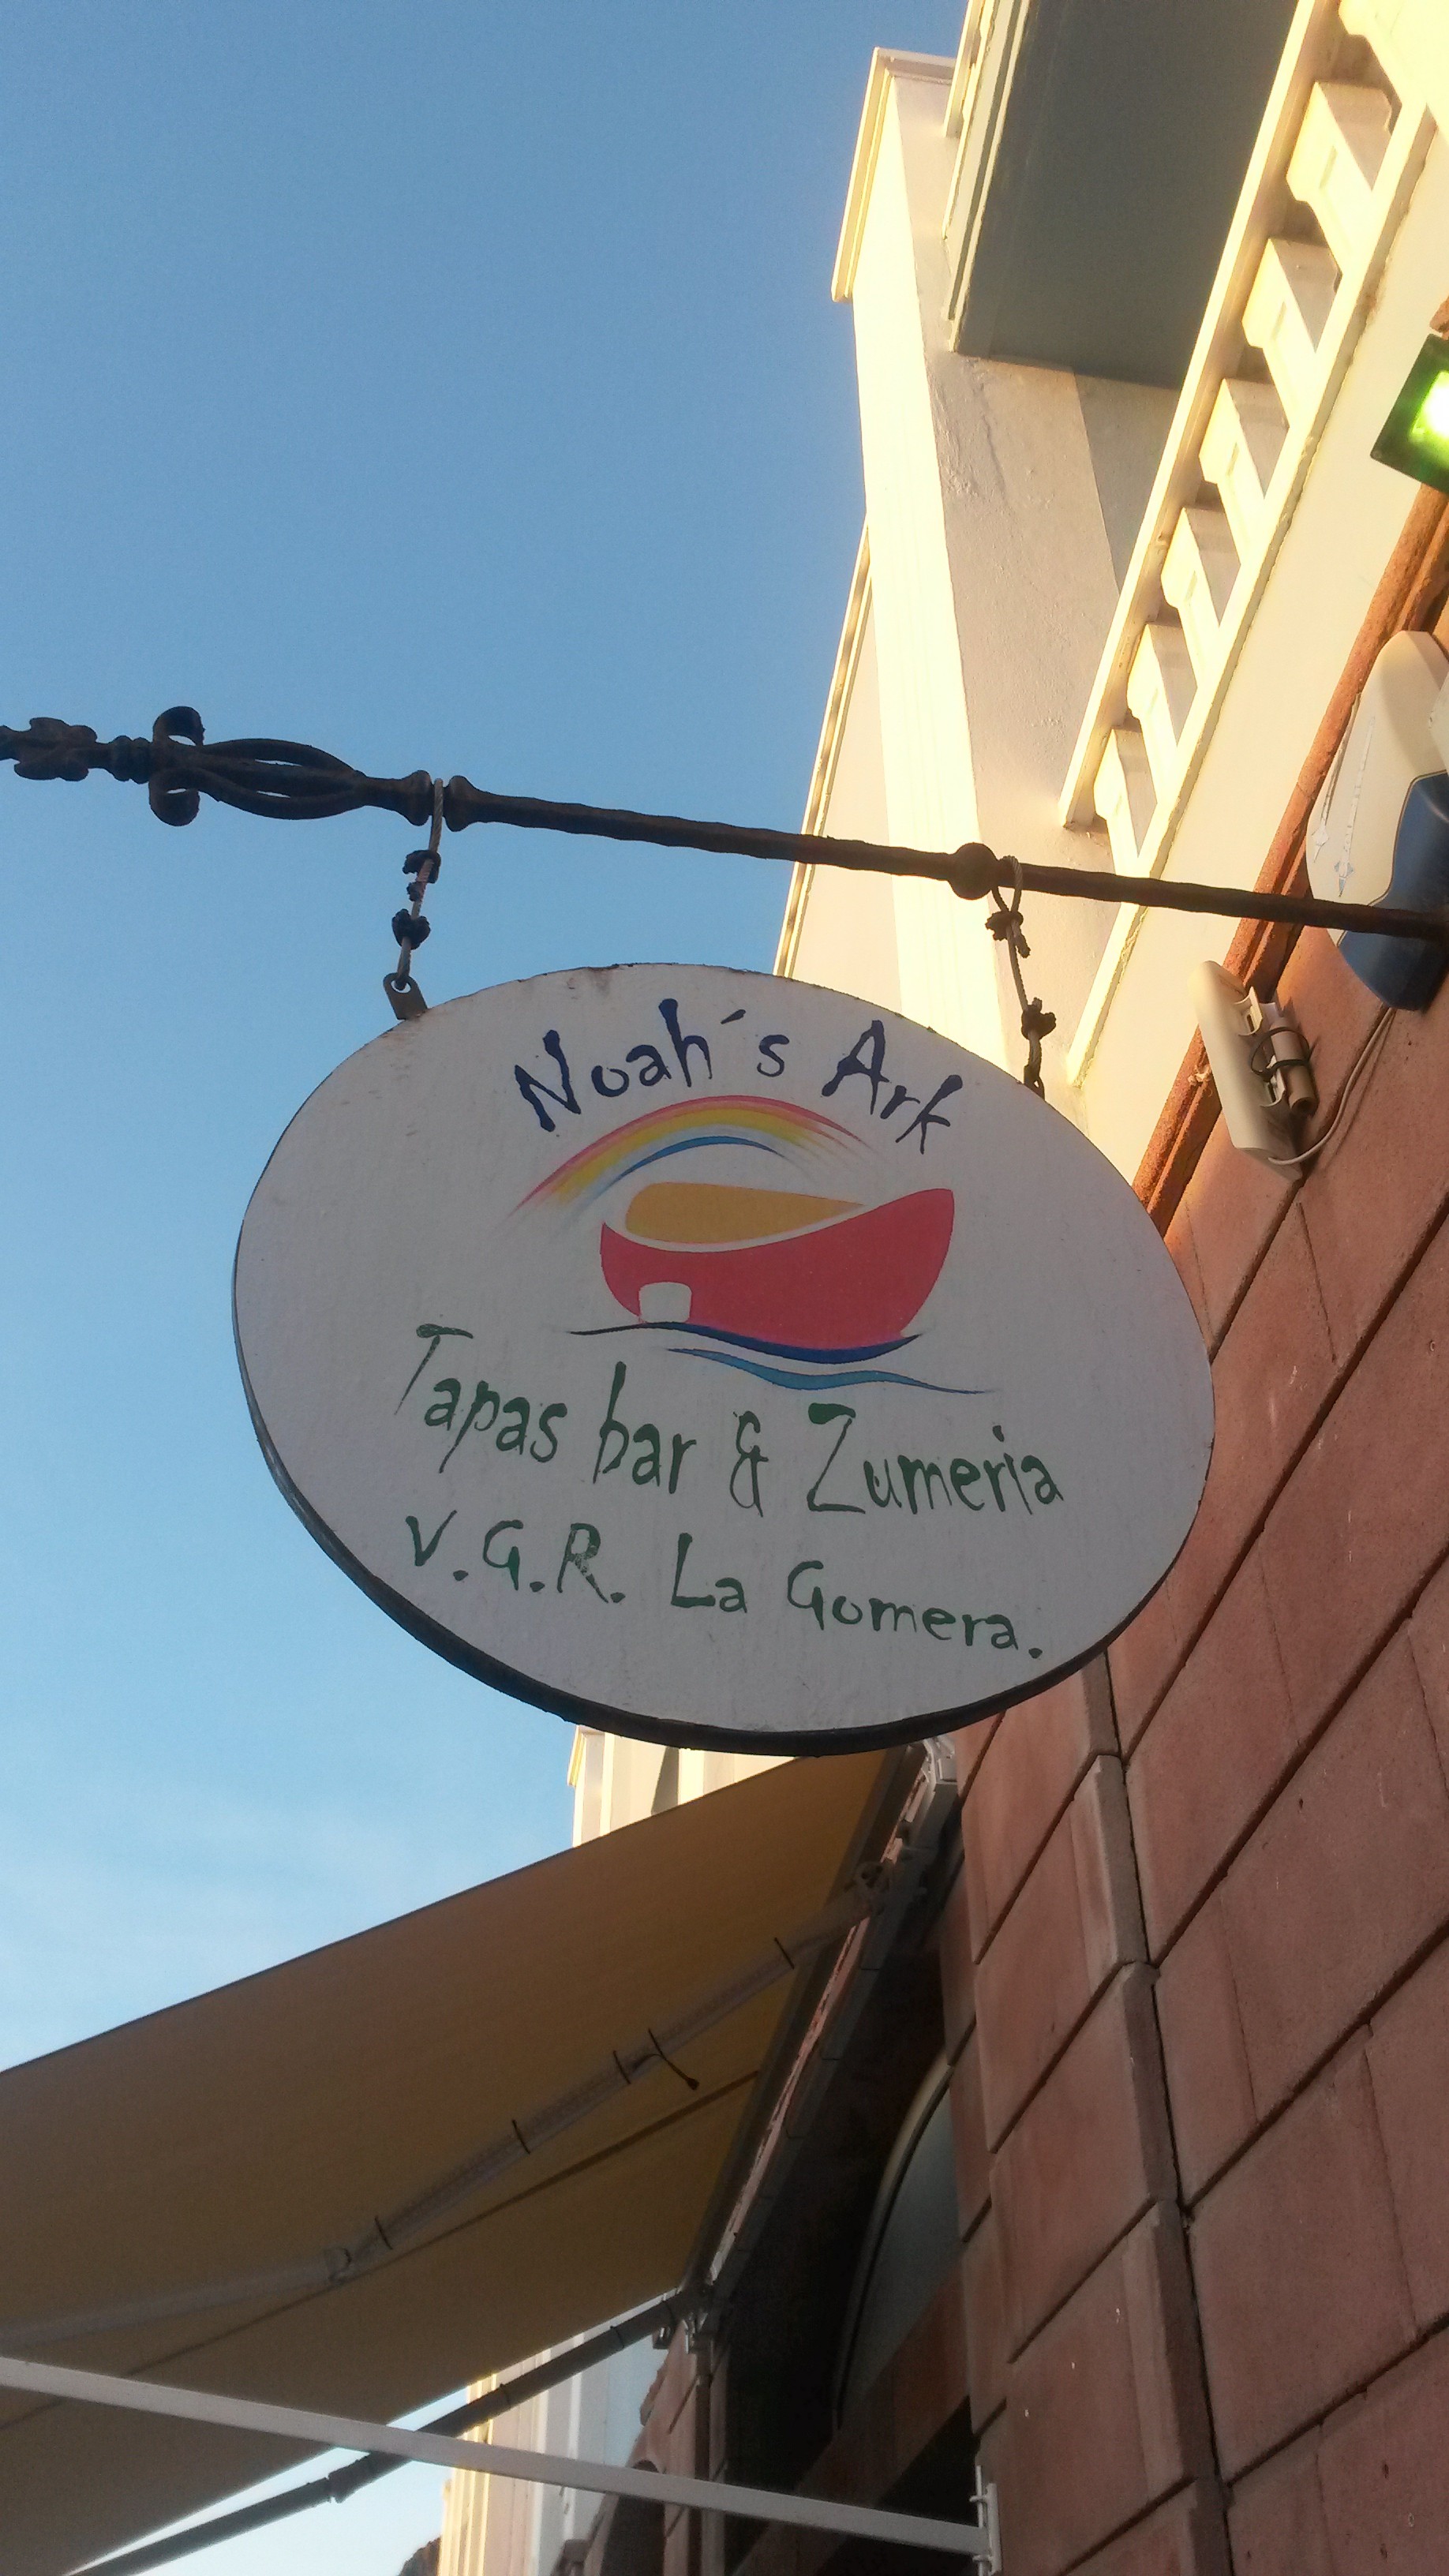 Noah´s Ark
Tapas bar & Zumeria
V.G.R. La Gomera.